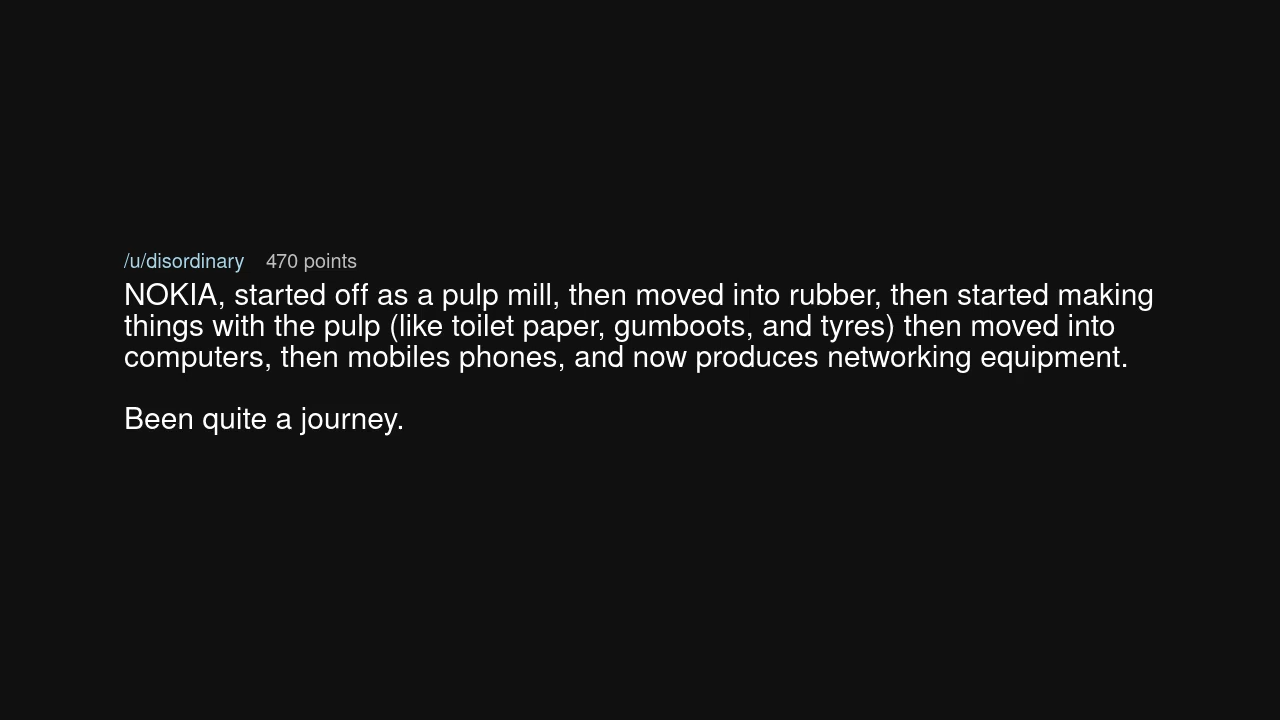 /u/disordinary 470 points
NOKIA, started off as a pulp mill, then moved into rubber, then started making
things with the pulp (like toilet paper, gumboots, and tyres) then moved into
computers, then mobiles phones, and now produces networking equipment.
Been quite a journey.